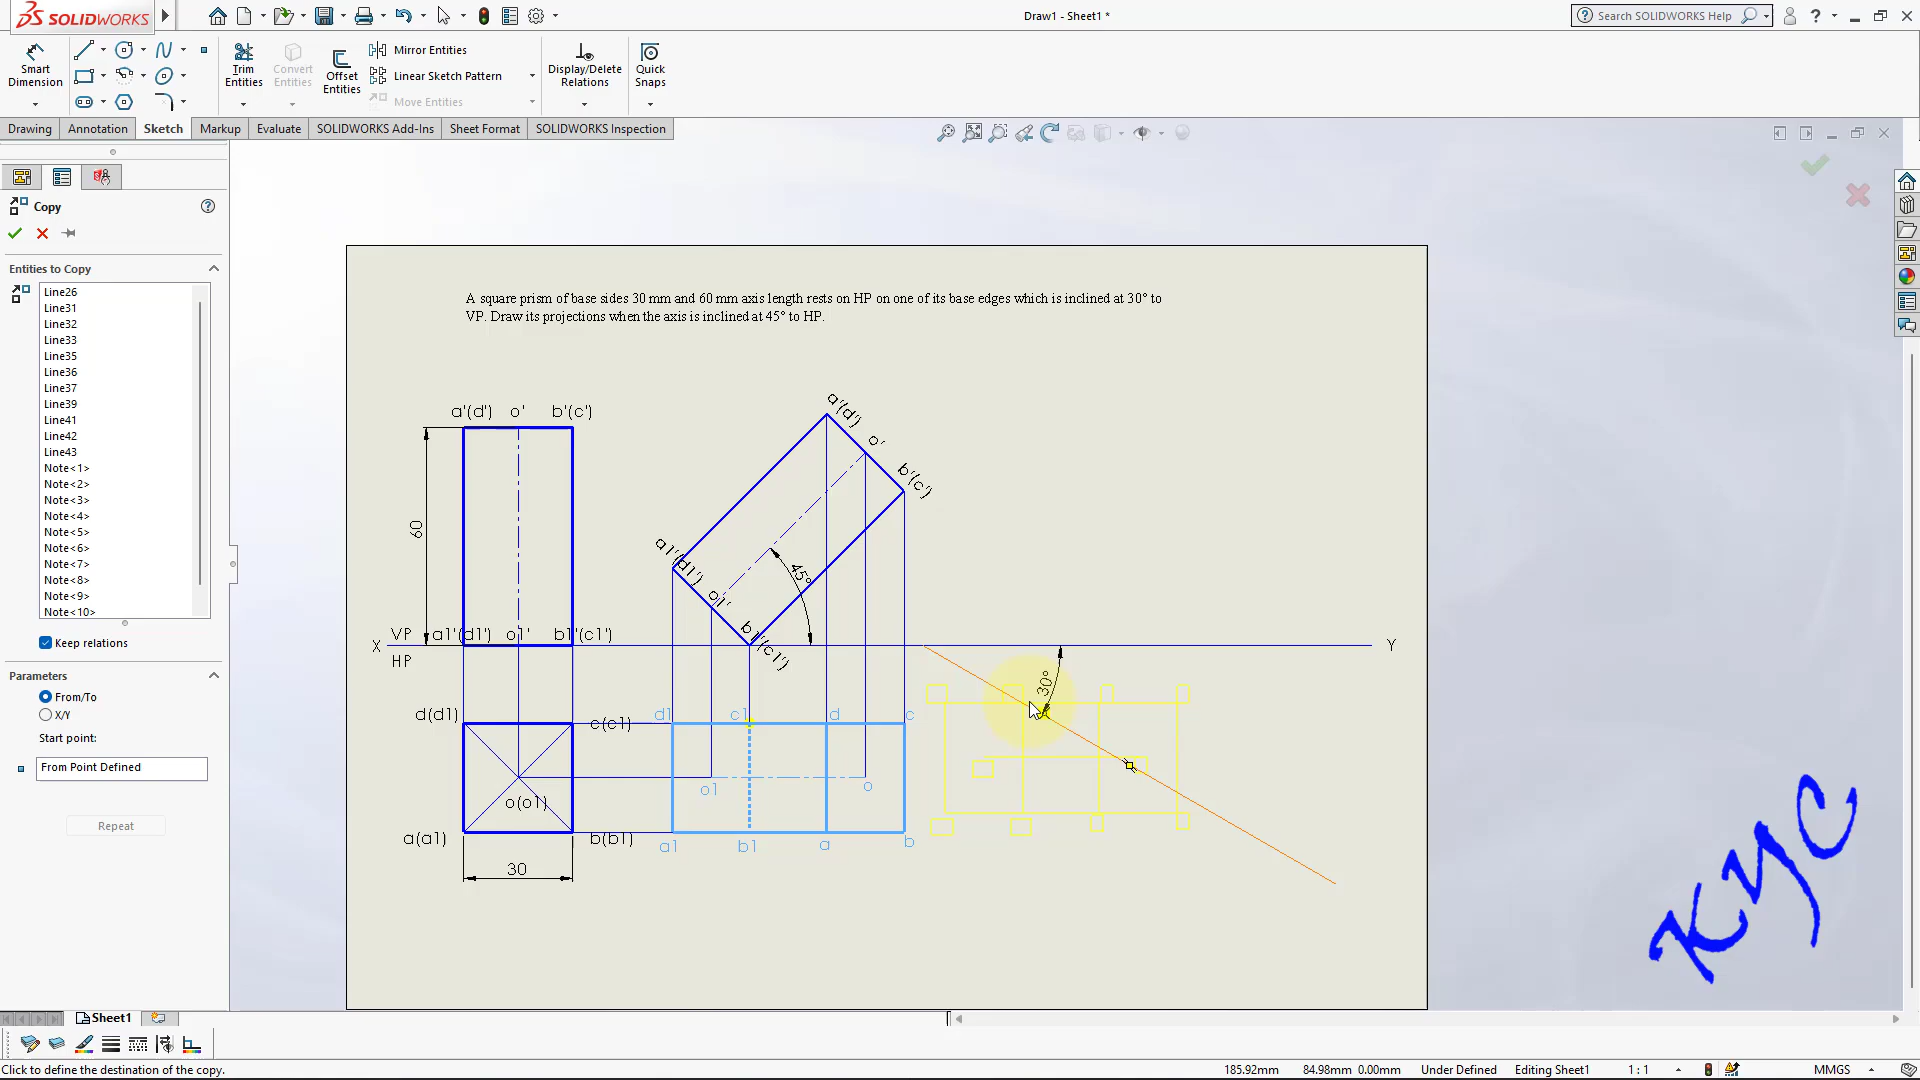 SOLIDWORKS
Draw1 - Sheet1 *
Search SOLIDWORKS Help
Smart
Dimension
Trim
Entities
Convert
Entities
Offset
Entities
Mirror Entities
Linear Sketch Pattern
Move Entities
Display/Delete
Relations
Quick
Snaps
Drawing
Annotation
Sketch
Markup
Evaluate
SOLIDWORKS Add-Ins
Sheet Format
SOLIDWORKS Inspection
Copy
Entities to Copy
Line26
Line31
Line32
Line33
Line35
Line36
Line37
Line39
Line41
Line42
Line43
Note<1>
Note<2>
Note<3>
Note<4>
Note<5>
Note<6>
Note<7>
Note<8>
Note<9>
Note<10>
Keep relations
Parameters
From/To
X/Y
Start point:
From Point Defined
Repeat
A square prism of base sides 30 mm and 60 mm axis length rests on HP on one of its base edges which is inclined at 30° to
VP. Draw its projections when the axis is inclined at 45° to HP.
a'(d') o' b'(c')
a'(d')
o'
b'(c')
60
a1'(d1')
45°
o1'
b1'(c1')
VP a1'(d1') o1' b1'(c1')
X
Y
HP
30°
d(d1)
c(c1)
d1 c1 d c
o1
o
o(o1)
a(a1)
b(b1)
a1 b1 a b
30
KYC
Sheet1
Click to define the destination of the copy.
185.92mm 84.98mm 0.00mm Under Defined Editing Sheet1 1 : 1 MMGS